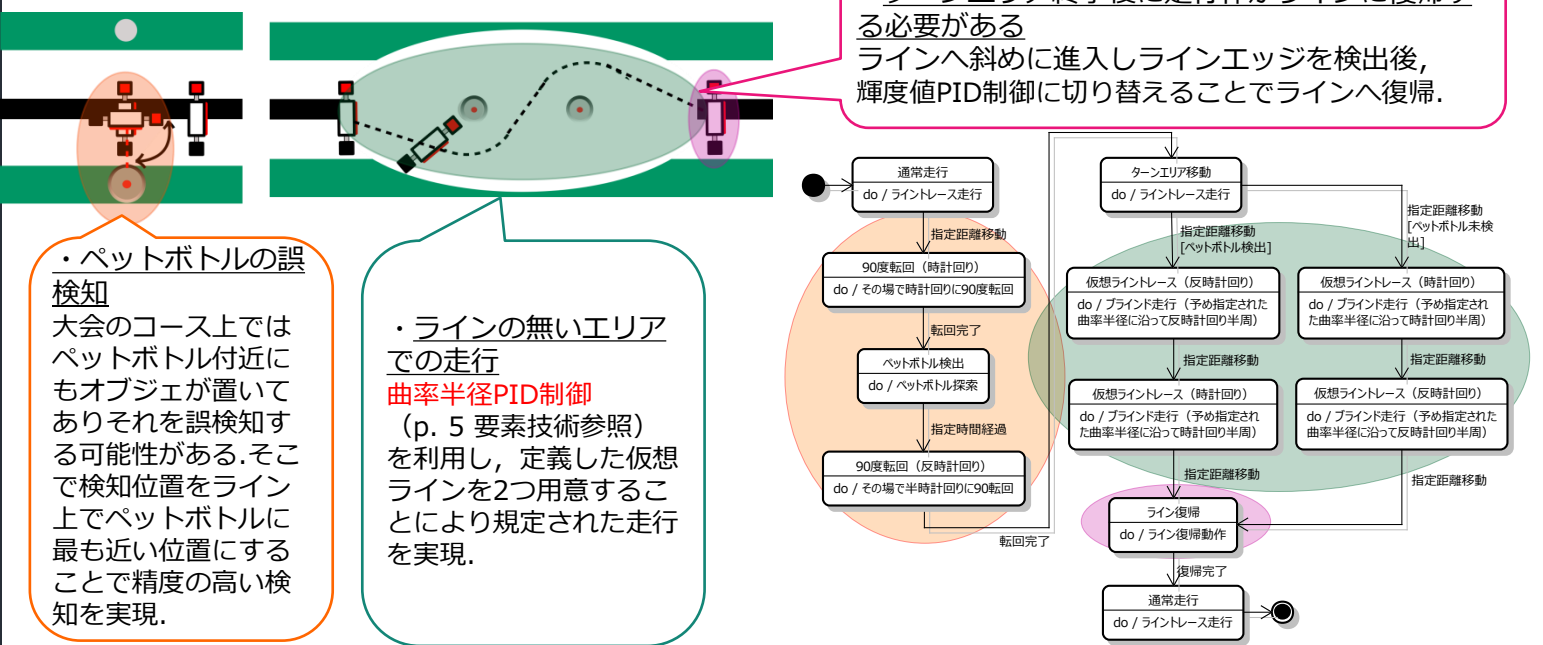 る必要がある
ラインへ斜めに進入しラインエッジを検出後，
輝度値PID制御に切り替えることでラインへ復帰.
・ペットボトルの誤
検知
大会のコース上では
ペットボトル付近に
もオブジェが置いて
ありそれを誤検知す
る可能性がある.そこ
で検知位置をライン
上でペットボトルに
最も近い位置にする
ことで精度の高い検
知を実現.
・ラインの無いエリア
での走行
曲率半径PID制御
（p. 5 要素技術参照）
を利用し，定義した仮想
ラインを2つ用意するこ
とにより規定された走行
を実現.
通常走行
do / ライントレース走行
指定距離移動
90度転回（時計回り）
do / その場で時計回りに90度転回
転回完了
ペットボトル検出
do / ペットボトル探索
指定時間経過
90度転回（反時計回り）
do / その場で半時計回りに90転回
転回完了
ターンエリア移動
do / ライントレース走行
指定距離移動
[ペットボトル検出]
指定距離移動
[ペットボトル未検
出]
仮想ライントレース（反時計回り）
do / ブラインド走行（予め指定された
曲率半径に沿って反時計回り半周）
仮想ライントレース（時計回り）
do / ブラインド走行（予め指定され
た曲率半径に沿って時計回り半周）
指定距離移動
指定距離移動
仮想ライントレース（時計回り）
do / ブラインド走行（予め指定され
た曲率半径に沿って時計回り半周）
仮想ライントレース（反時計回り）
do / ブラインド走行（予め指定された
曲率半径に沿って反時計回り半周）
指定距離移動
指定距離移動
ライン復帰
do / ライン復帰動作
復帰完了
通常走行
do / ライントレース走行